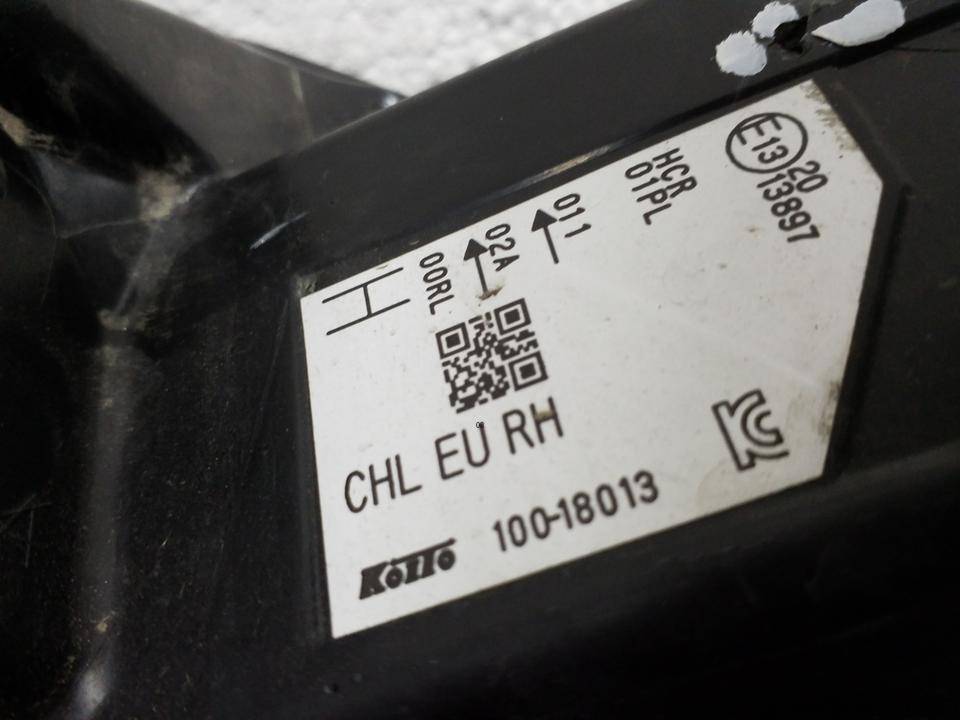 E13 20
13897
HCR
01PL
011
02A
00RL
CHL EU RH
100-18013
KOITO